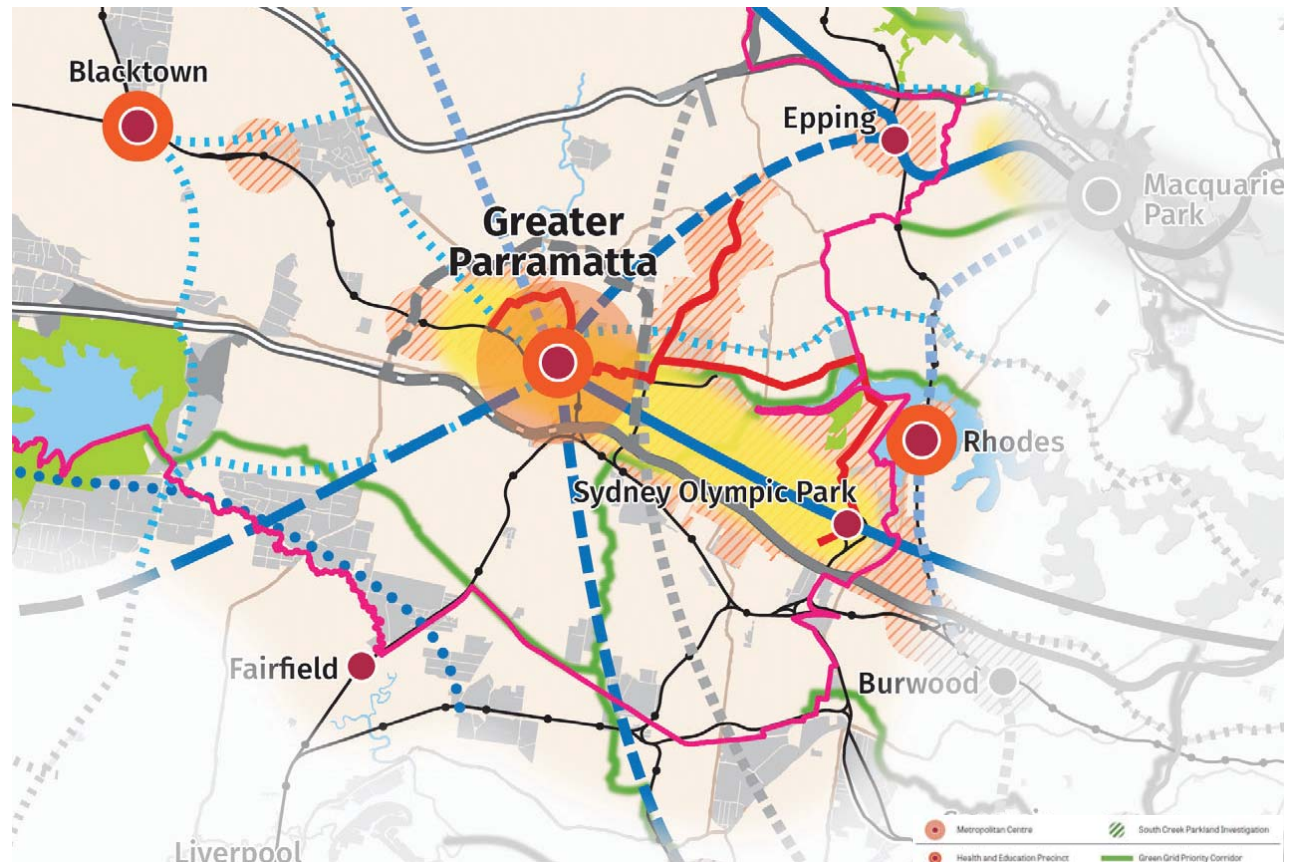 Blacktown
Epping
Macquarie
Park
Greater
Parramatta
Rhodes
Sydney Olympic Park
Fairfield
Burwood
Liverpool
Metropolitan Centre
South Creek Parkland Investigation
Health and Education Precinct
Green Grid Priority Corridor